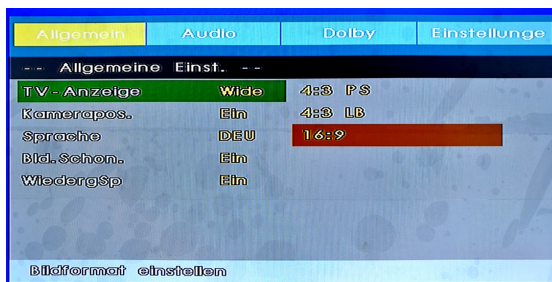 Allgemein Audio Dolby Einstellunge
-- Allgemeine Einst. --
TV-Anzeige Wide 4:3 PS
Kamerapos. Ein 4:3 LB
Sprache DEU 16:9
Bld.Schon. Ein
WiedergSp Ein
Bildformat einstellen